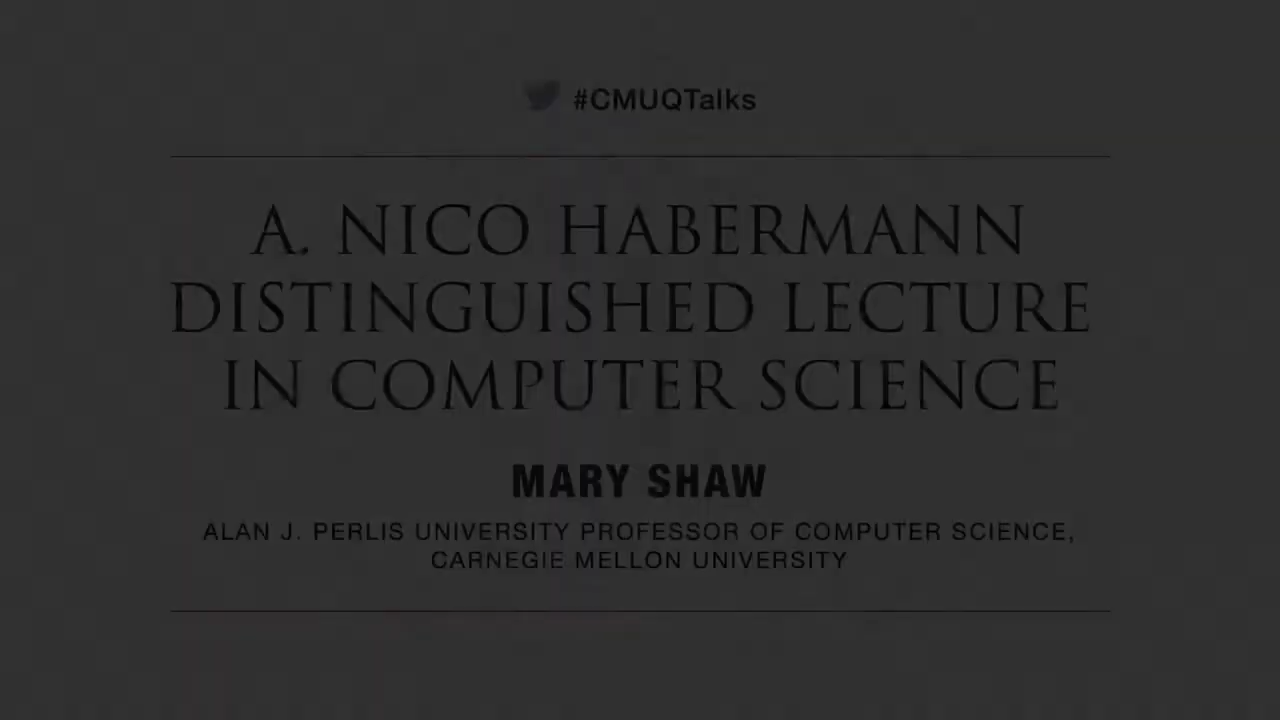 #CMUQTalks
A. NICO HABERMANN
DISTINGUISHED LECTURE
IN COMPUTER SCIENCE
MARY SHAW
ALAN J. PERLIS UNIVERSITY PROFESSOR OF COMPUTER SCIENCE,
CARNEGIE MELLON UNIVERSITY